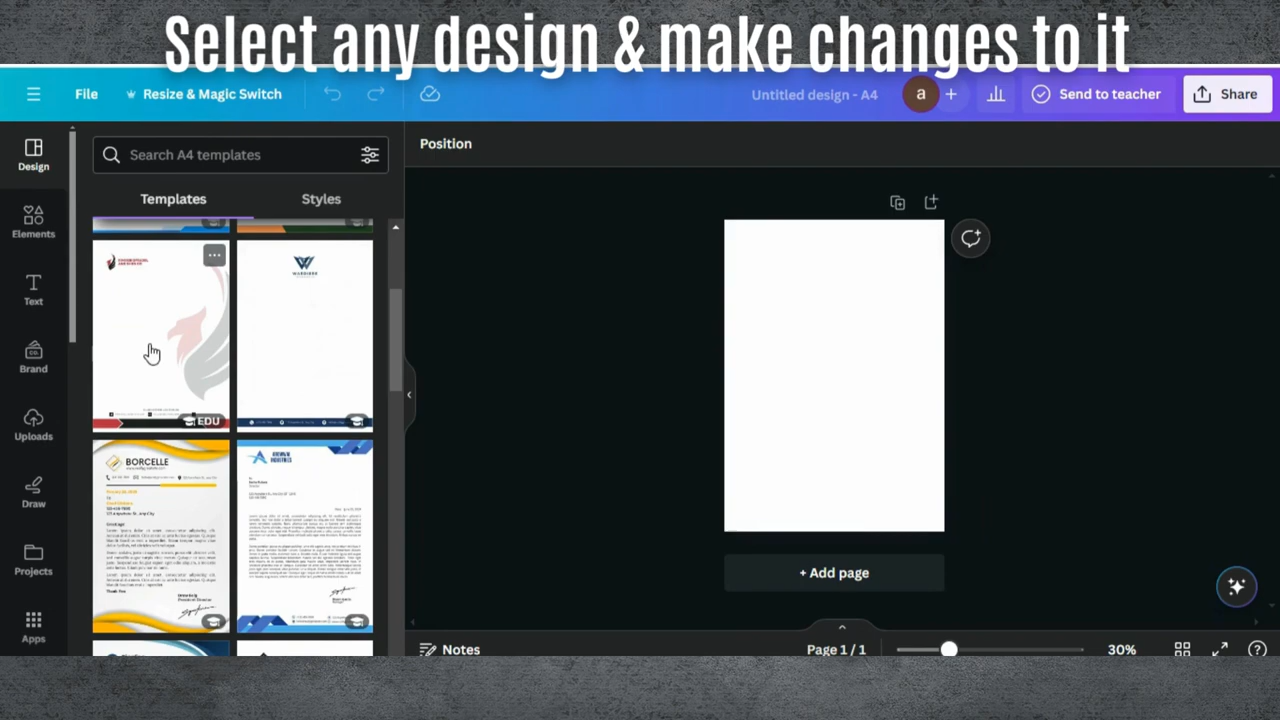 Select any design & make changes to it
File
Resize & Magic Switch
Untitled design - A4
a
Send to teacher
Share
Design
Elements
Text
Brand
CO.
Uploads
Draw
Projects
Apps
Search A4 templates
Templates
Styles
EDU
WARDIERE
BORCELLE
Position
Add page
Notes
Page 1 / 1
30%
?